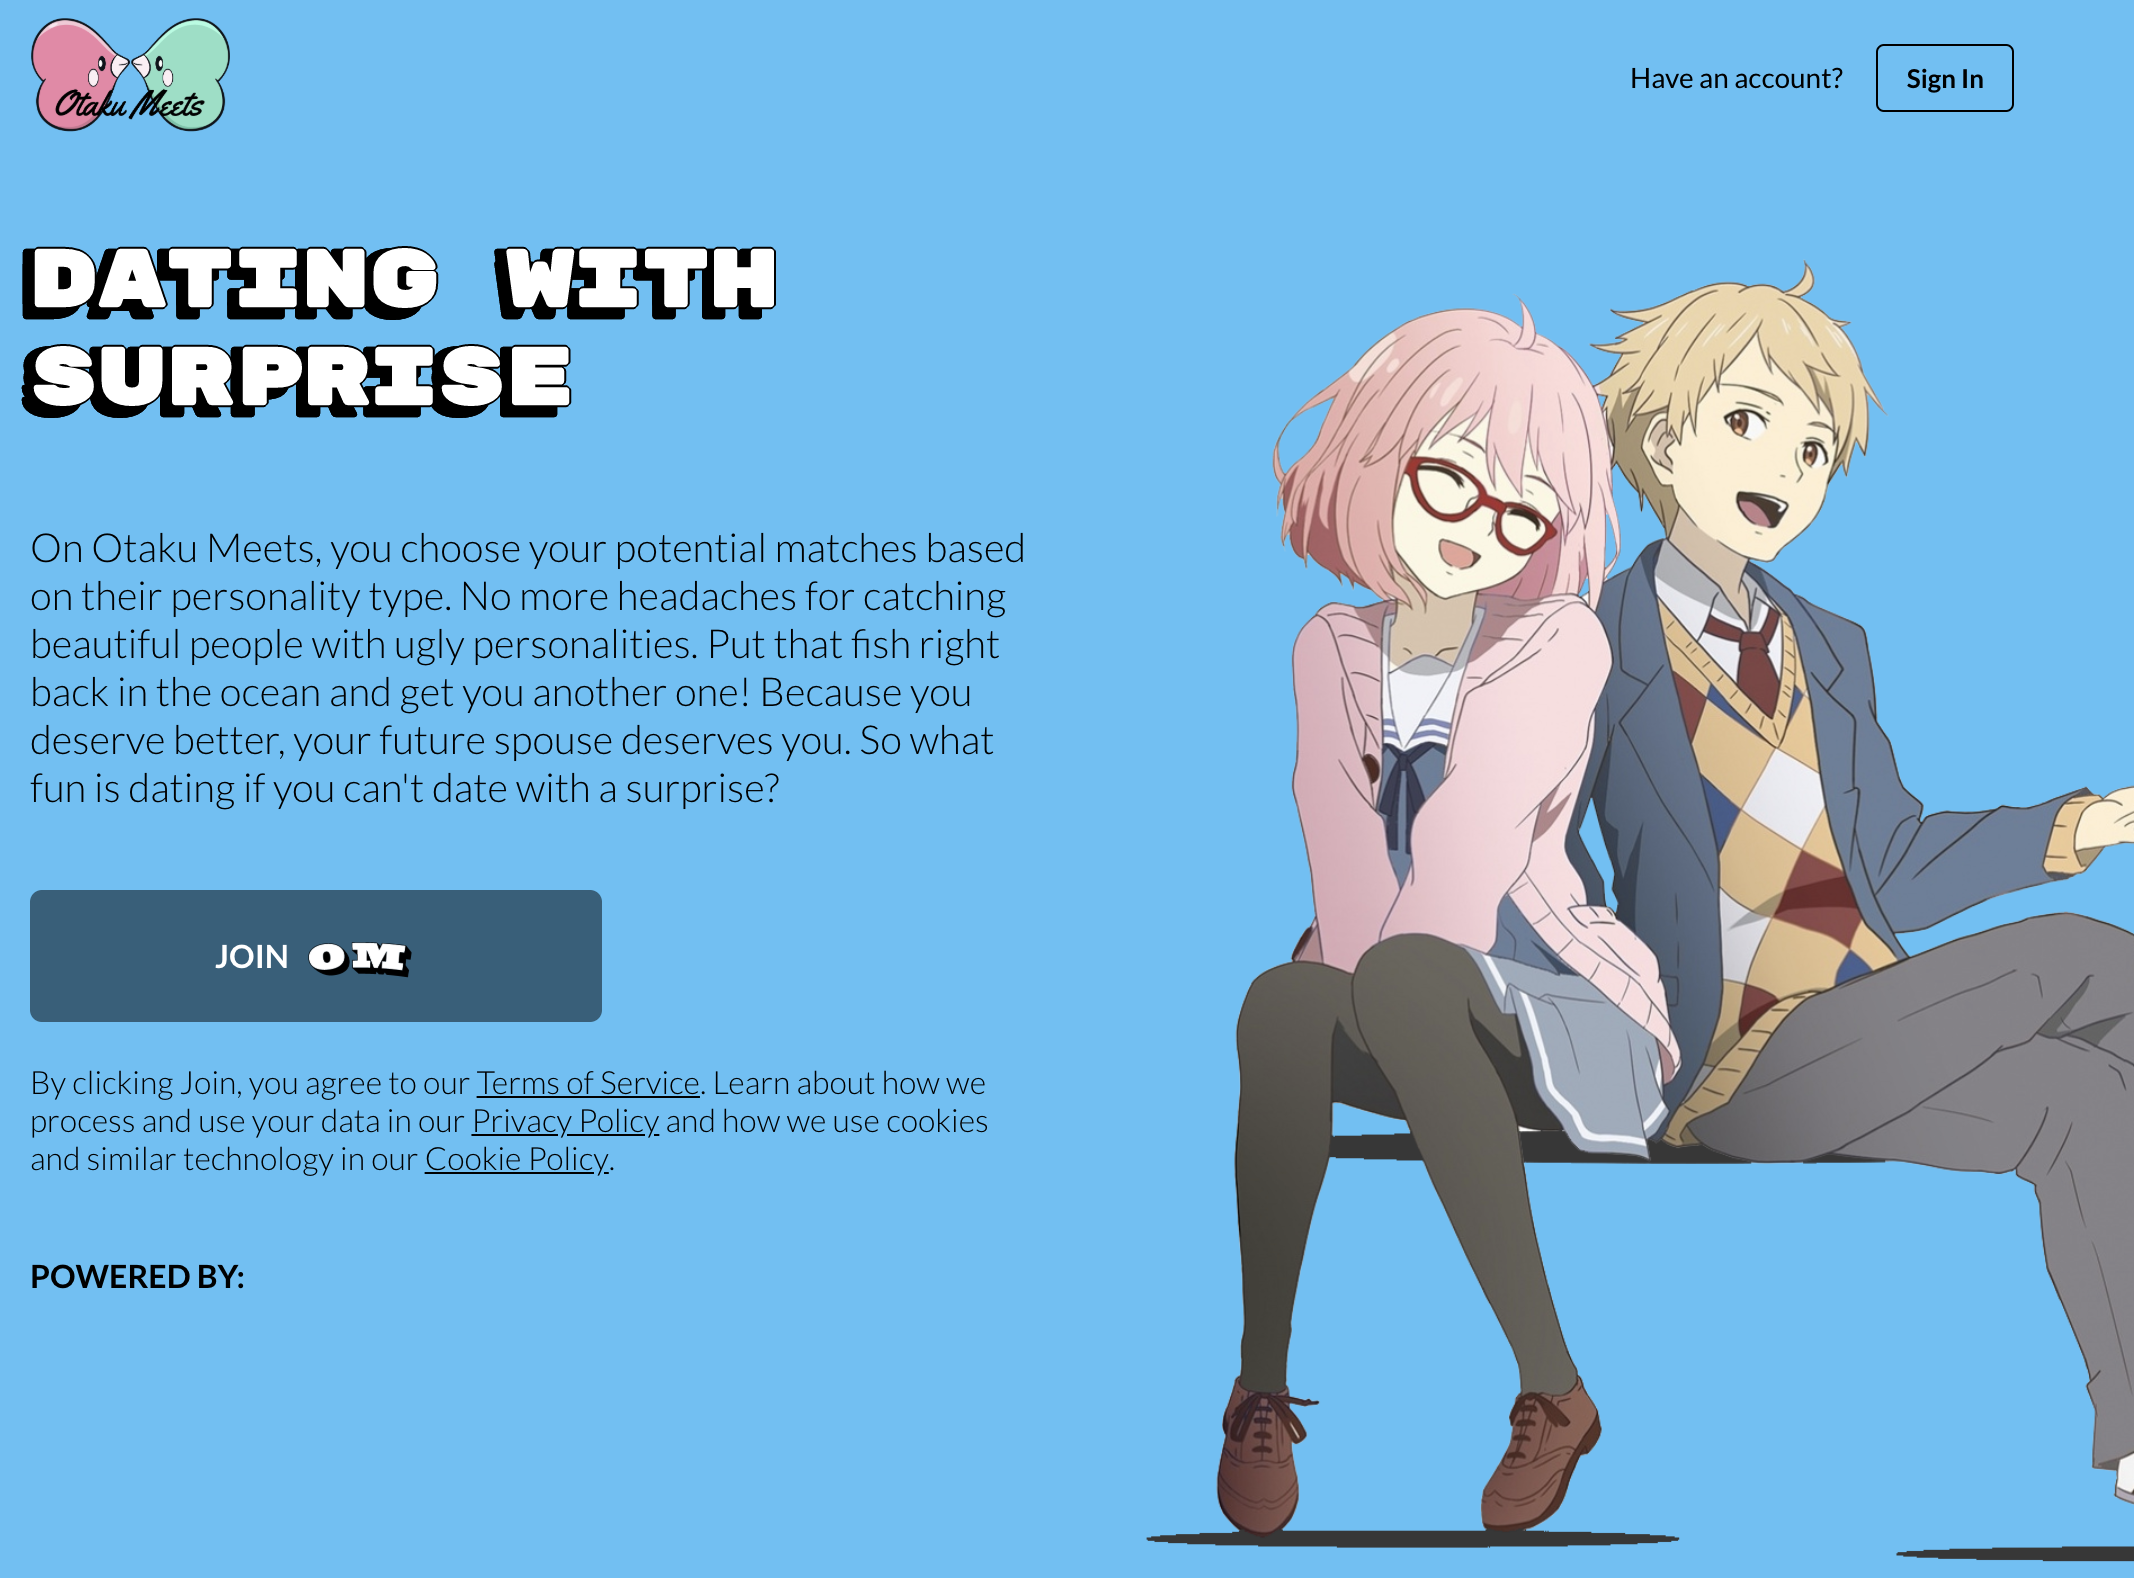 Otaku Meets
Have an account?
Sign In
DATING WITH
SURPRISE
On Otaku Meets, you choose your potential matches based
on their personality type. No more headaches for catching
beautiful people with ugly personalities. Put that fish right
back in the ocean and get you another one! Because you
deserve better, your future spouse deserves you. So what
fun is dating if you can't date with a surprise?
JOIN OM
By clicking Join, you agree to our Terms of Service. Learn about how we
process and use your data in our Privacy Policy and how we use cookies
and similar technology in our Cookie Policy.
POWERED BY: